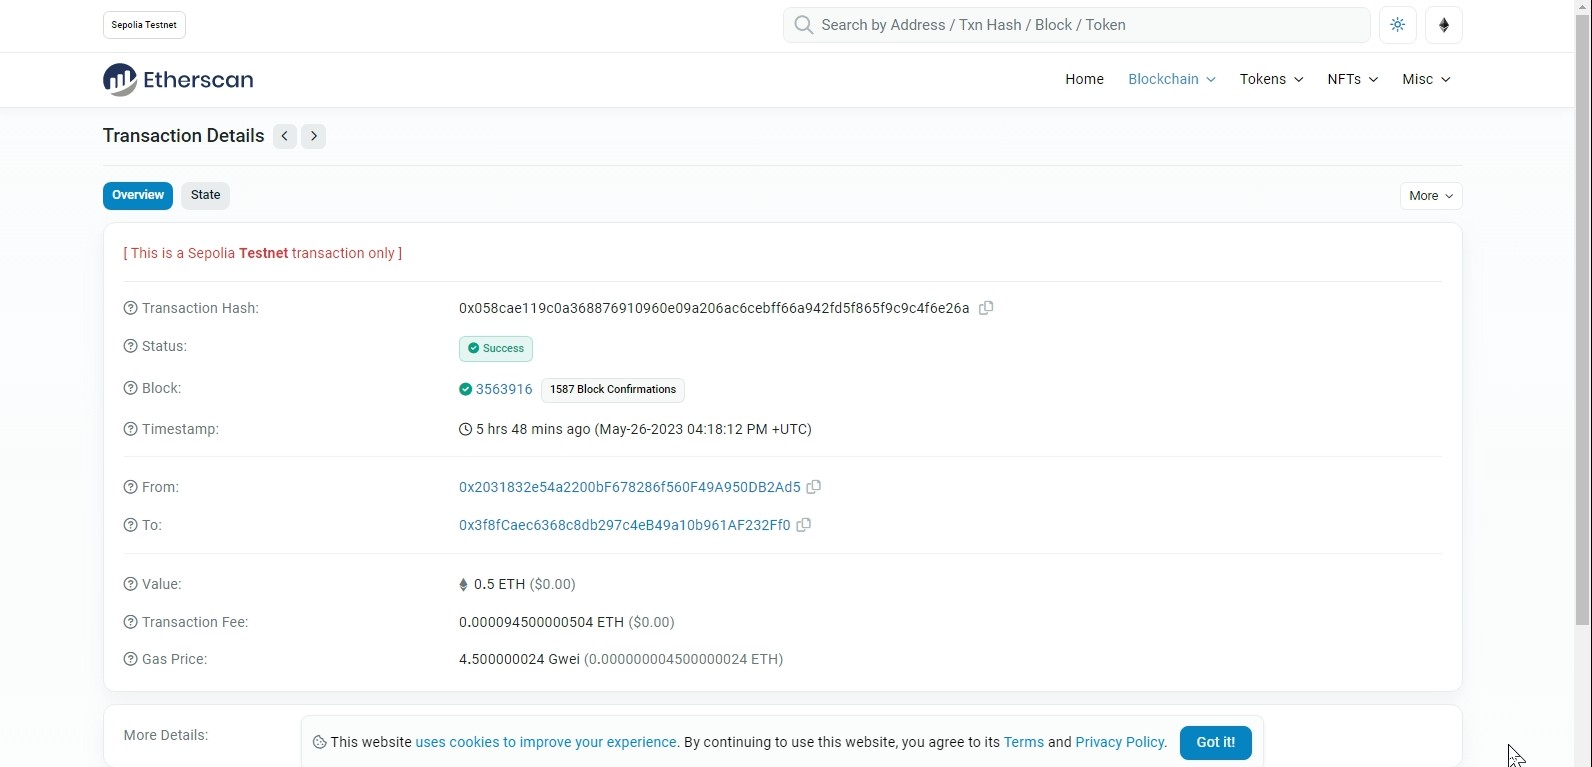 Sepolia Testnet
Search by Address / Txn Hash / Block / Token
Etherscan
Home Blockchain Tokens NFTs Misc
Transaction Details
Overview State More
[ This is a Sepolia Testnet transaction only ]
Transaction Hash: 0x058cae119c0a368876910960e09a206ac6cebff66a942fd5f865f9c9c4f6e26a
Status: Success
Block: 3563916 1587 Block Confirmations
Timestamp: 5 hrs 48 mins ago (May-26-2023 04:18:12 PM +UTC)
From: 0x2031832e54a2200bF678286f560F49A950DB2Ad5
To: 0x3f8fCaec6368c8db297c4eB49a10b961AF232Ff0
Value: 0.5 ETH ($0.00)
Transaction Fee: 0.000094500000504 ETH ($0.00)
Gas Price: 4.500000024 Gwei (0.000000004500000024 ETH)
More Details:
This website uses cookies to improve your experience. By continuing to use this website, you agree to its Terms and Privacy Policy. Got it!